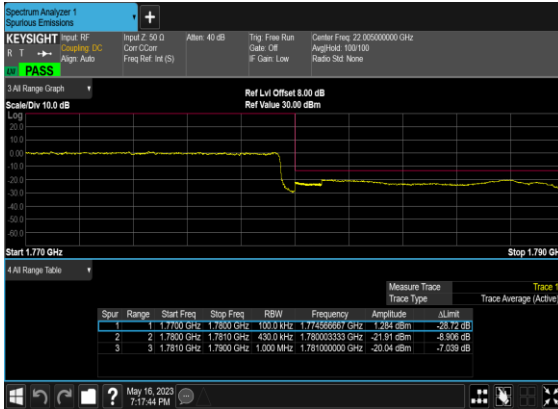 Spectrum Analyzer 1
Spurious Emissions
+
KEYSIGHT Input: RF Input Z: 50 Ω Atten: 40 dB Trig: Free Run Center Freq: 22.005000000 GHz
R T Coupling: DC Corr CCorr Gate: Off Avg|Hold: 100/100
Align: Auto Freq Ref: Int (S) IF Gain: Low Radio Std: None
PASS
3 All Range Graph
Ref Lvl Offset 8.00 dB
Scale/Div 10.0 dB Ref Value 30.00 dBm
Log
20.0
10.0
0.00
-10.0
-20.0
-30.0
-40.0
-50.0
-60.0
Start 1.770 GHz Stop 1.790 GH
4 All Range Table
Measure Trace Trace 1
Trace Type Trace Average (Active)
Spur Range Start Freq Stop Freq RBW Frequency Amplitude ΔLimit
1 1 1.7700 GHz 1.7800 GHz 100.0 kHz 1.774566667 GHz 1.284 dBm -28.72 dB
2 2 1.7800 GHz 1.7810 GHz 430.0 kHz 1.780003333 GHz -21.91 dBm -8.906 dB
3 3 1.7810 GHz 1.7900 GHz 1.000 MHz 1.781000000 GHz -20.04 dBm -7.039 dB
? May 16, 2023
7:17:44 PM